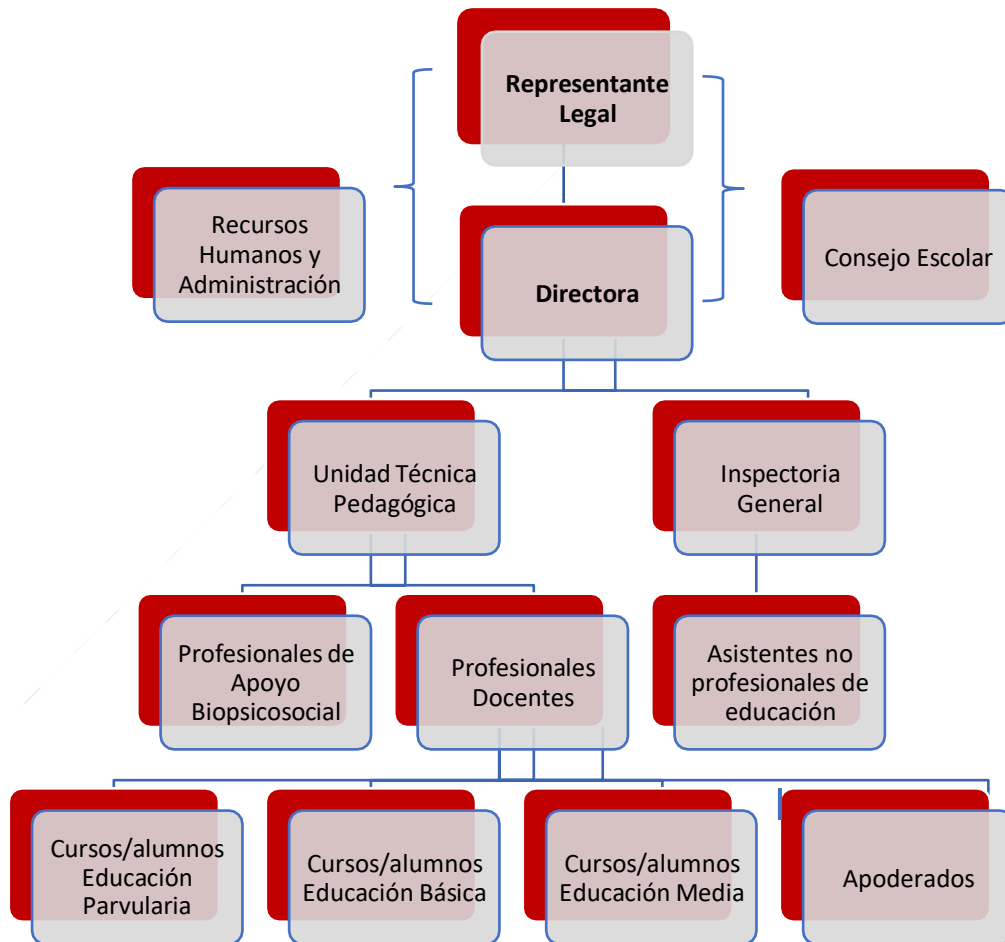 Representante
Legal
Recursos
Humanos y
Administración
Consejo Escolar
Directora
Unidad Técnica
Pedagógica
Inspectoria
General
Profesionales de
Apoyo
Biopsicosocial
Profesionales
Docentes
Asistentes no
profesionales de
educación
Cursos/alumnos
Educación
Parvularia
Cursos/alumnos
Educación Básica
Cursos/alumnos
Educación Media
Apoderados